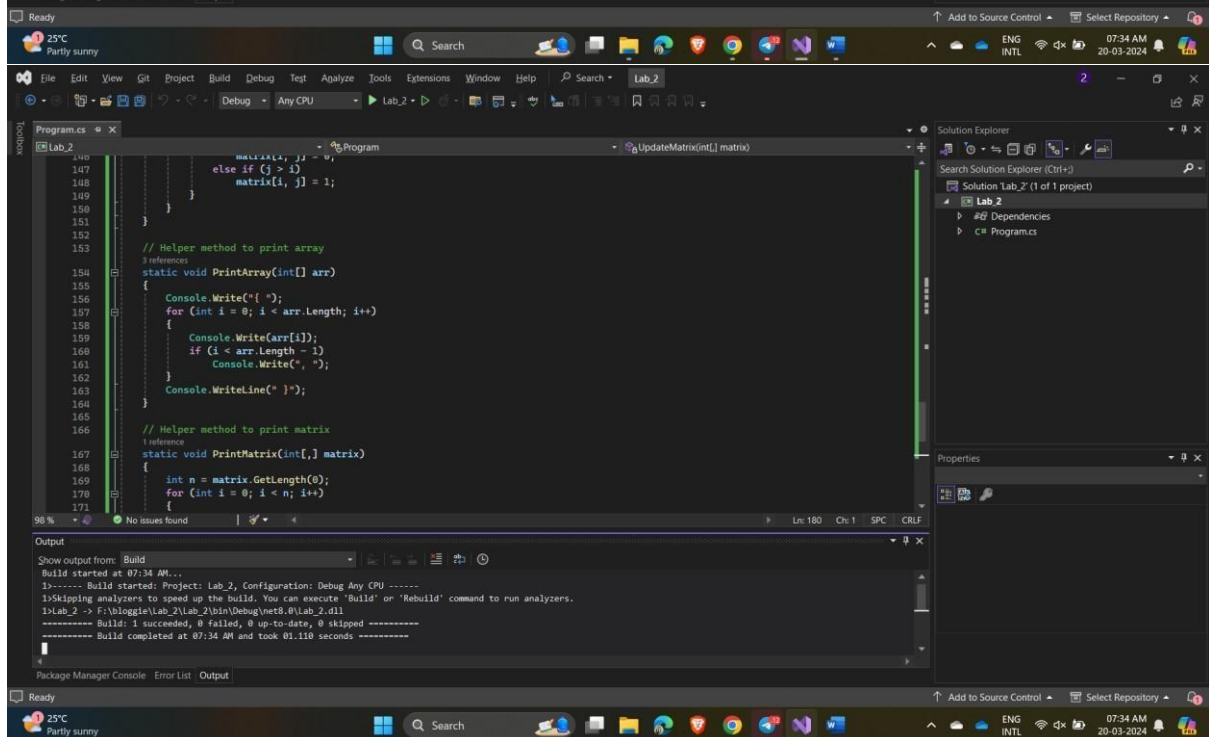 Ready
Add to Source Control
Select Repository
25°C
Partly sunny
Search
ENG
INTL
07:34 AM
20-03-2024
File Edit View Git Project Build Debug Test Analyze Tools Extensions Window Help Search Lab_2
2
Debug Any CPU Lab_2
Toolbox
Program.cs
Lab_2 Program UpdateMatrix(int[,] matrix)
146 matrix[i, j] = 0;
147 else if (j > i)
148 matrix[i, j] = 1;
149 }
150 }
151 }
152
153 // Helper method to print array
3 references
154 static void PrintArray(int[] arr)
155 {
156 Console.Write("{ ");
157 for (int i = 0; i < arr.Length; i++)
158 {
159 Console.Write(arr[i]);
160 if (i < arr.Length - 1)
161 Console.Write(", ");
162 }
163 Console.WriteLine(" }");
164 }
165
166 // Helper method to print matrix
1 reference
167 static void PrintMatrix(int[,] matrix)
168 {
169 int n = matrix.GetLength(0);
170 for (int i = 0; i < n; i++)
171 {
98 % No issues found Ln: 180 Ch: 1 SPC CRLF
Solution Explorer
Search Solution Explorer (Ctrl+;)
Solution 'Lab_2' (1 of 1 project)
Lab_2
Dependencies
C# Program.cs
Properties
Output
Show output from: Build
Build started at 07:34 AM...
1>------ Build started: Project: Lab_2, Configuration: Debug Any CPU ------
1>Skipping analyzers to speed up the build. You can execute 'Build' or 'Rebuild' command to run analyzers.
1>Lab_2 -> F:\bloggie\Lab_2\Lab_2\bin\Debug\net8.0\Lab_2.dll
========== Build: 1 succeeded, 0 failed, 0 up-to-date, 0 skipped ==========
========== Build completed at 07:34 AM and took 01.110 seconds ==========
Package Manager Console Error List Output
Ready
Add to Source Control
Select Repository
25°C
Partly sunny
Search
ENG
INTL
07:34 AM
20-03-2024